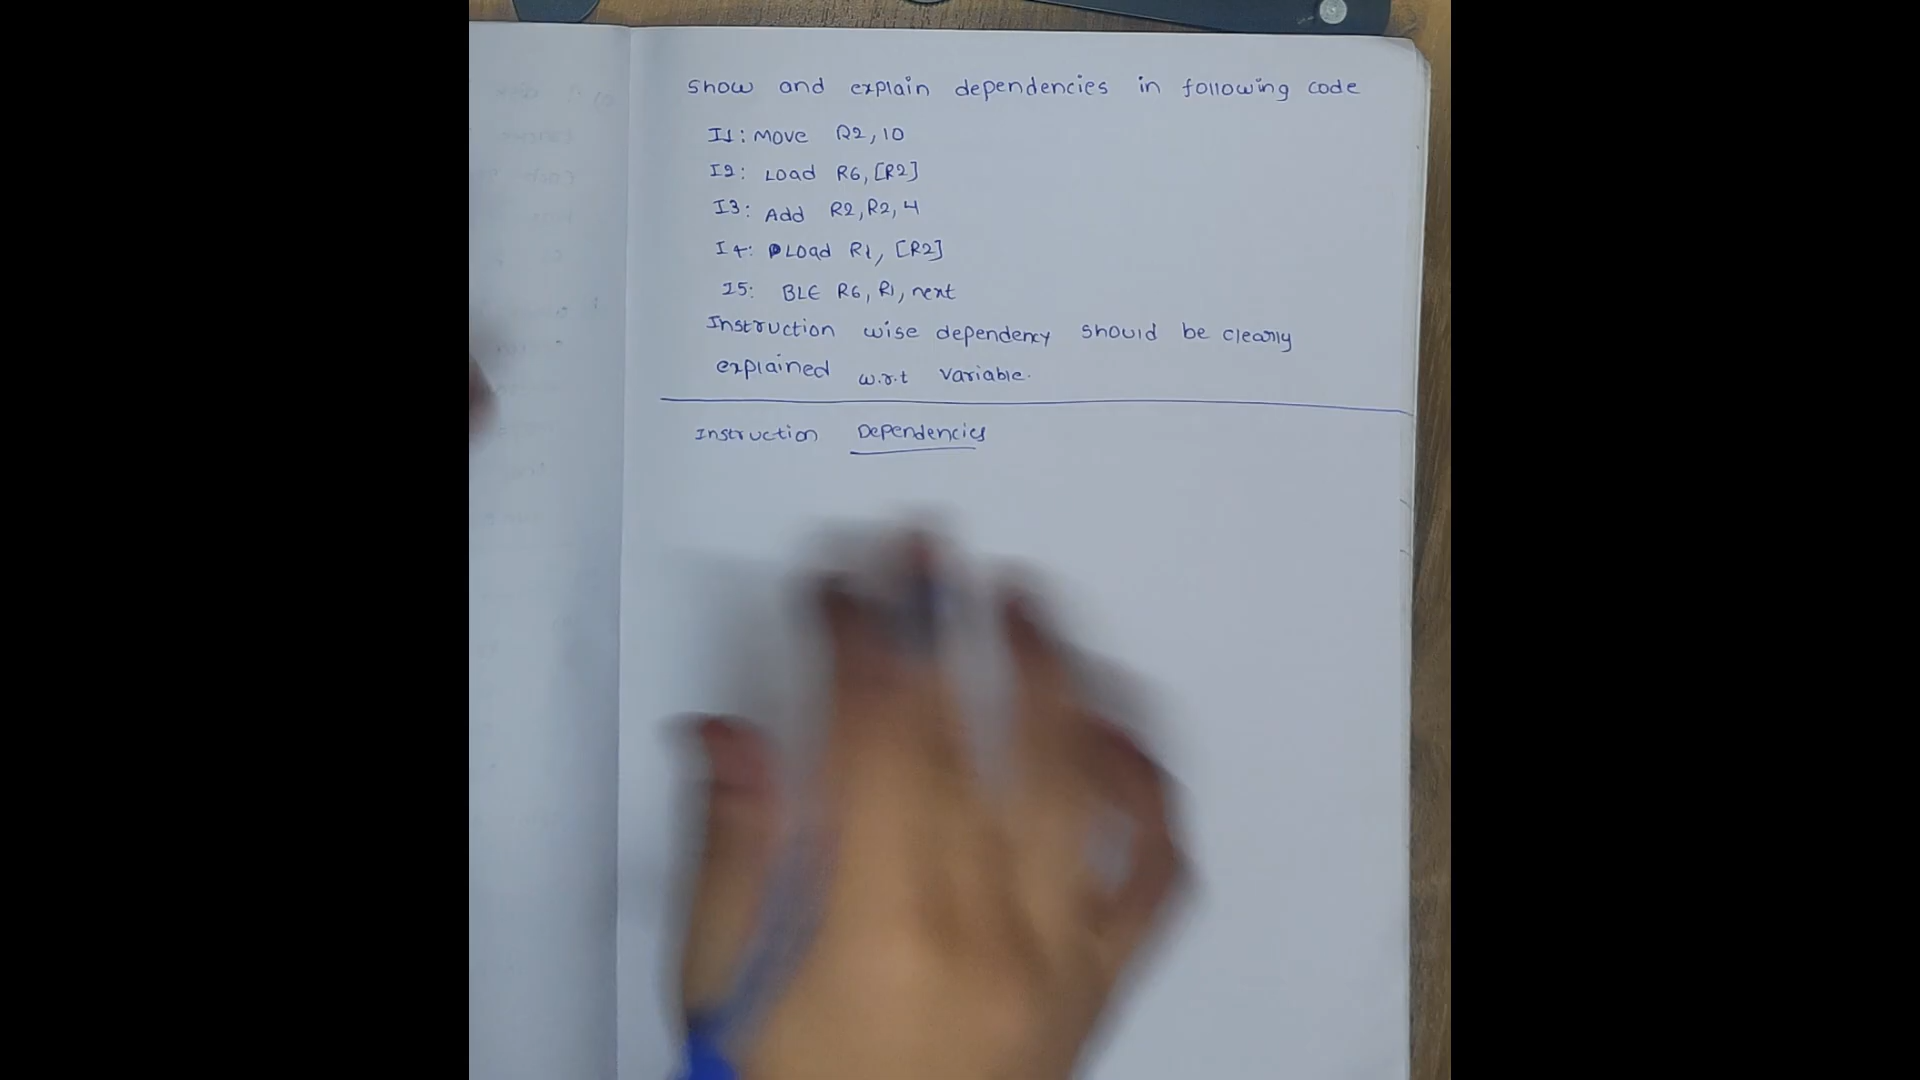 Show and explain dependencies in following code
I1: Move R2, 10
I2: Load R6, [R2]
I3: Add R2, R2, 4
I4: Load R1, [R2]
I5: BLE R6, R1, next
Instruction wise dependency should be clearly
explained w.r.t variable.
Instruction Dependencies